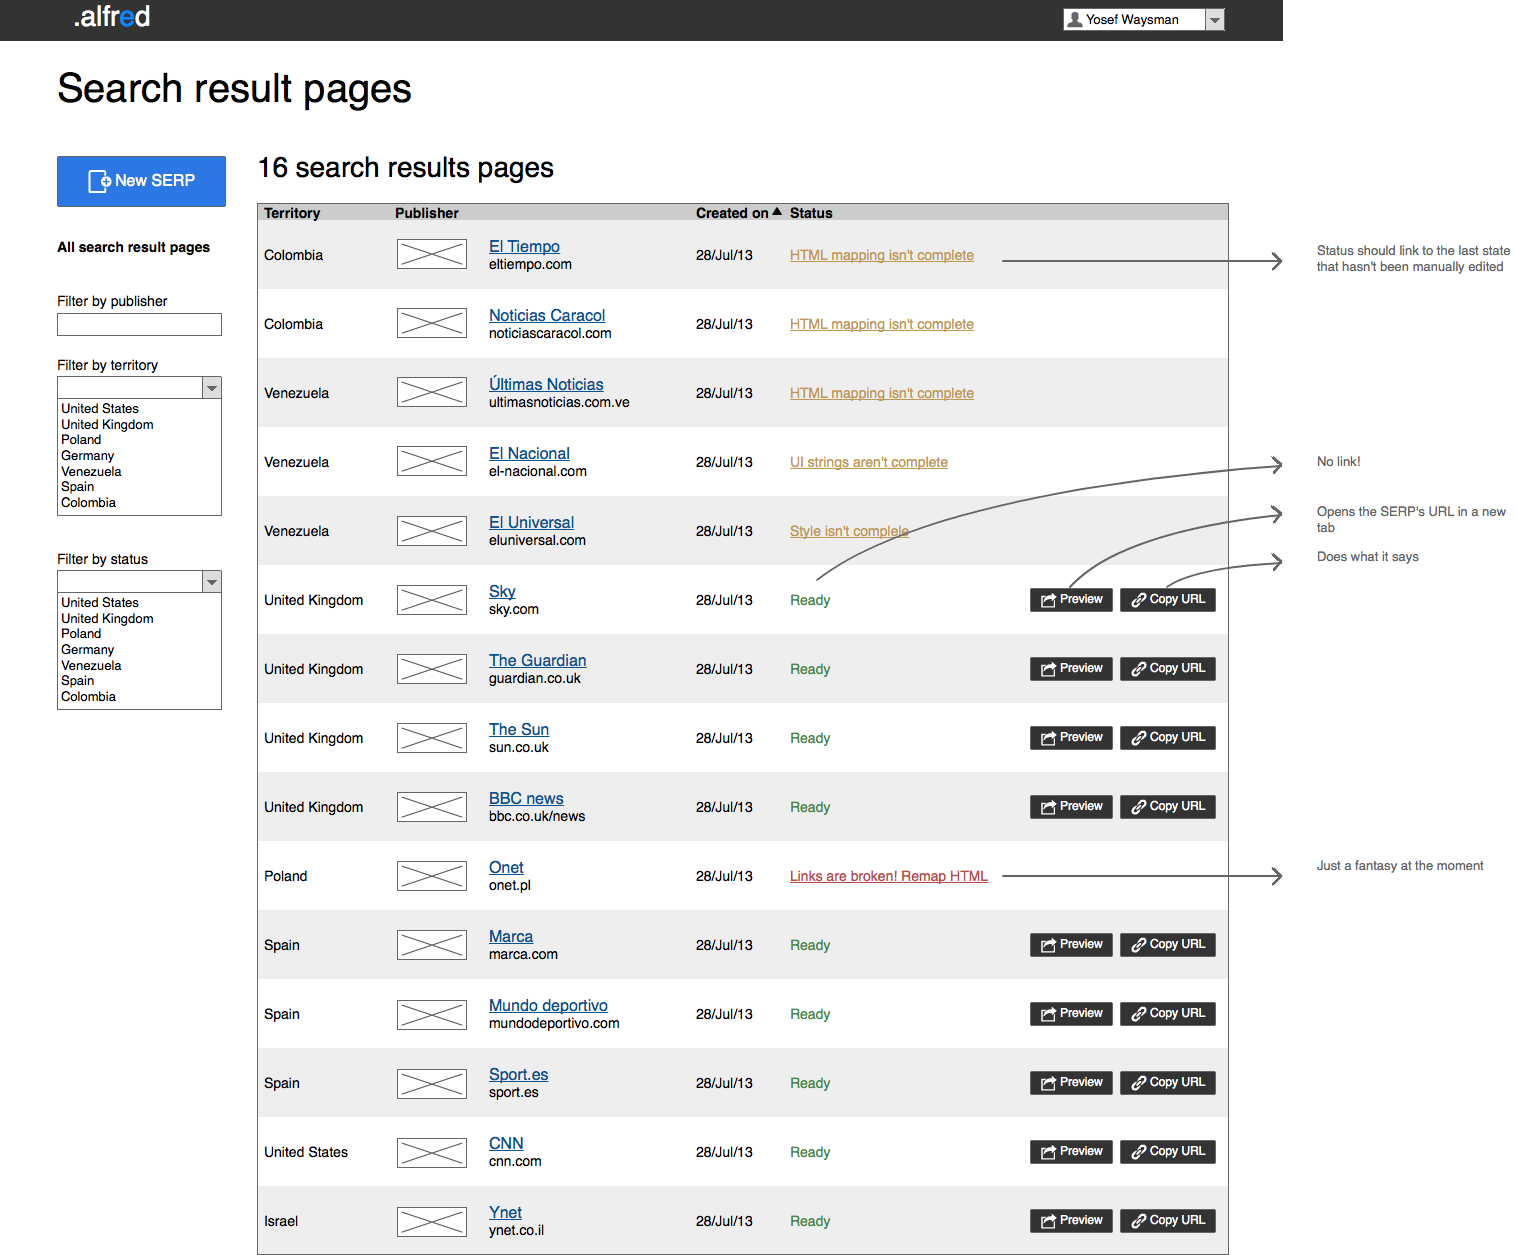 .alfred
Yosef Waysman
Search result pages
New SERP
All search result pages
Filter by publisher
Filter by territory
United States
United Kingdom
Poland
Germany
Venezuela
Spain
Colombia
Filter by status
United States
United Kingdom
Poland
Germany
Venezuela
Spain
Colombia
16 search results pages
Territory Publisher Created on Status
Colombia El Tiempo 28/Jul/13 HTML mapping isn't complete
eltiempo.com
Colombia Noticias Caracol 28/Jul/13 HTML mapping isn't complete
noticiascaracol.com
Venezuela Últimas Noticias 28/Jul/13 HTML mapping isn't complete
ultimasnoticias.com.ve
Venezuela El Nacional 28/Jul/13 UI strings aren't complete
el-nacional.com
Venezuela El Universal 28/Jul/13 Style isn't complele
eluniversal.com
United Kingdom Sky 28/Jul/13 Ready Preview Copy URL
sky.com
United Kingdom The Guardian 28/Jul/13 Ready Preview Copy URL
guardian.co.uk
United Kingdom The Sun 28/Jul/13 Ready Preview Copy URL
sun.co.uk
United Kingdom BBC news 28/Jul/13 Ready Preview Copy URL
bbc.co.uk/news
Poland Onet 28/Jul/13 Links are broken! Remap HTML
onet.pl
Spain Marca 28/Jul/13 Ready Preview Copy URL
marca.com
Spain Mundo deportivo 28/Jul/13 Ready Preview Copy URL
mundodeportivo.com
Spain Sport.es 28/Jul/13 Ready Preview Copy URL
sport.es
United States CNN 28/Jul/13 Ready Preview Copy URL
cnn.com
Israel Ynet 28/Jul/13 Ready Preview Copy URL
ynet.co.il
Status should link to the last state
that hasn't been manually edited
No link!
Opens the SERP's URL in a new
tab
Does what it says
Just a fantasy at the moment